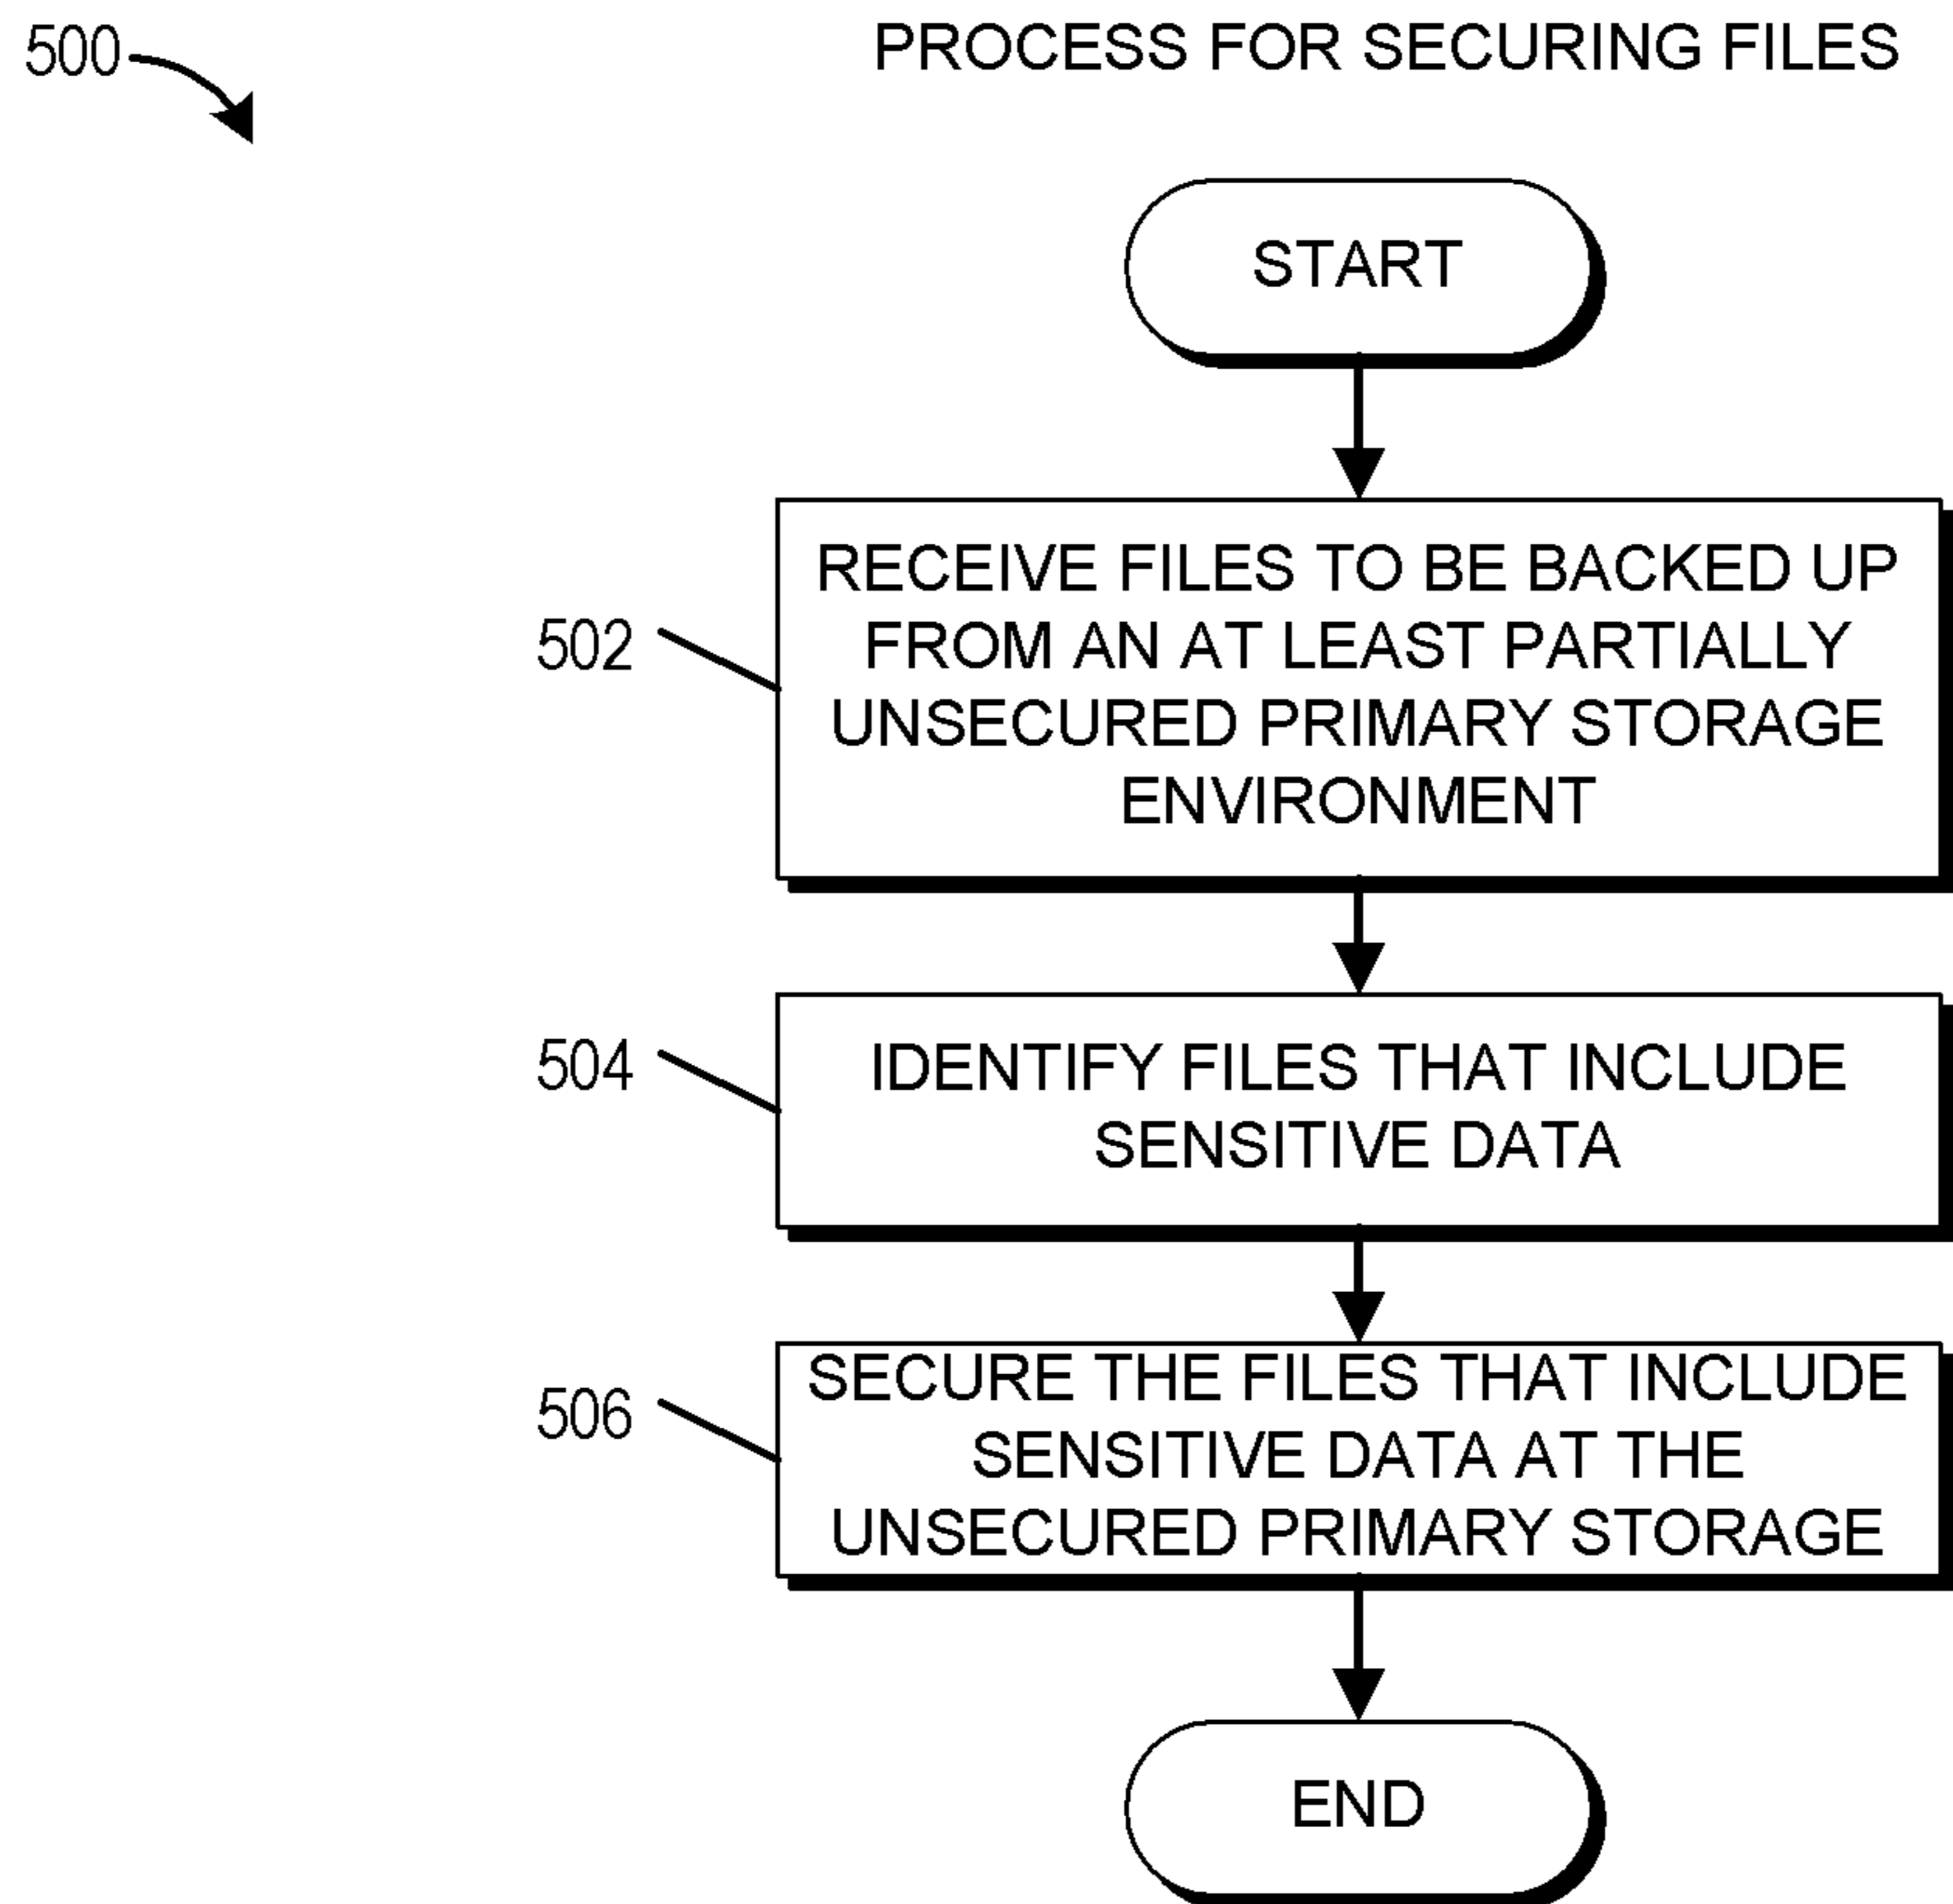 500
PROCESS FOR SECURING FILES
START
502
RECEIVE FILES TO BE BACKED UP
FROM AN AT LEAST PARTIALLY
UNSECURED PRIMARY STORAGE
ENVIRONMENT
504
IDENTIFY FILES THAT INCLUDE
SENSITIVE DATA
506
SECURE THE FILES THAT INCLUDE
SENSITIVE DATA AT THE
UNSECURED PRIMARY STORAGE
END